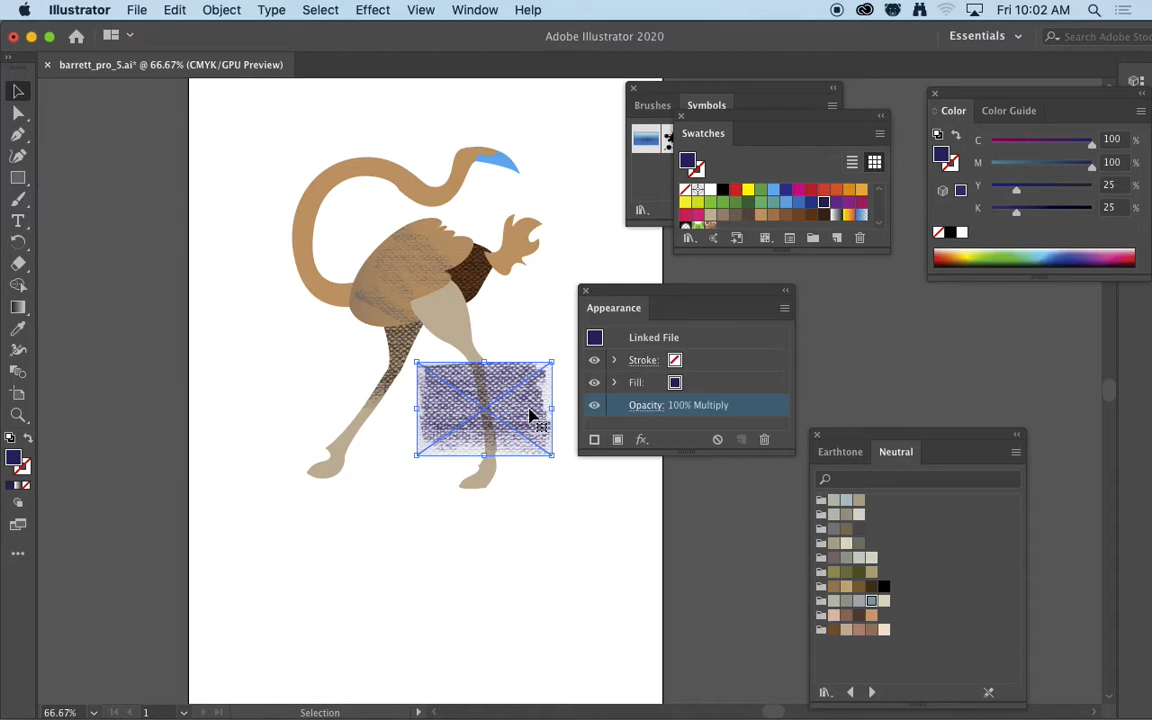 Illustrator File Edit Object Type Select Effect View Window Help Fri 10:02 AM
Adobe Illustrator 2020 Essentials Search Adobe Stoc
× barrett_pro_5.ai* @ 66.67% (CMYK/GPU Preview)
Brushes Symbols
Swatches
Color Color Guide
C 100 %
M 100 %
Y 25 %
K 25 %
Appearance
Linked File
Stroke:
Fill:
Opacity: 100% Multiply
fx
Earthtone Neutral
66.67% 1 Selection